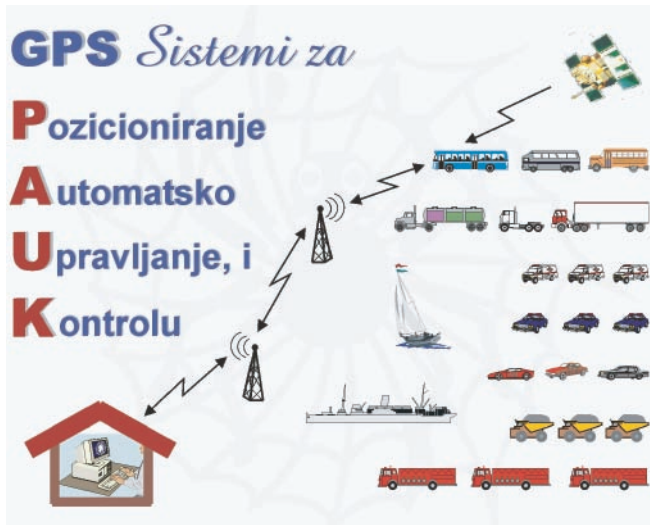 GPS Sistemi za
Pozicioniranje
Automatsko
Upravljanje, i
Kontrolu